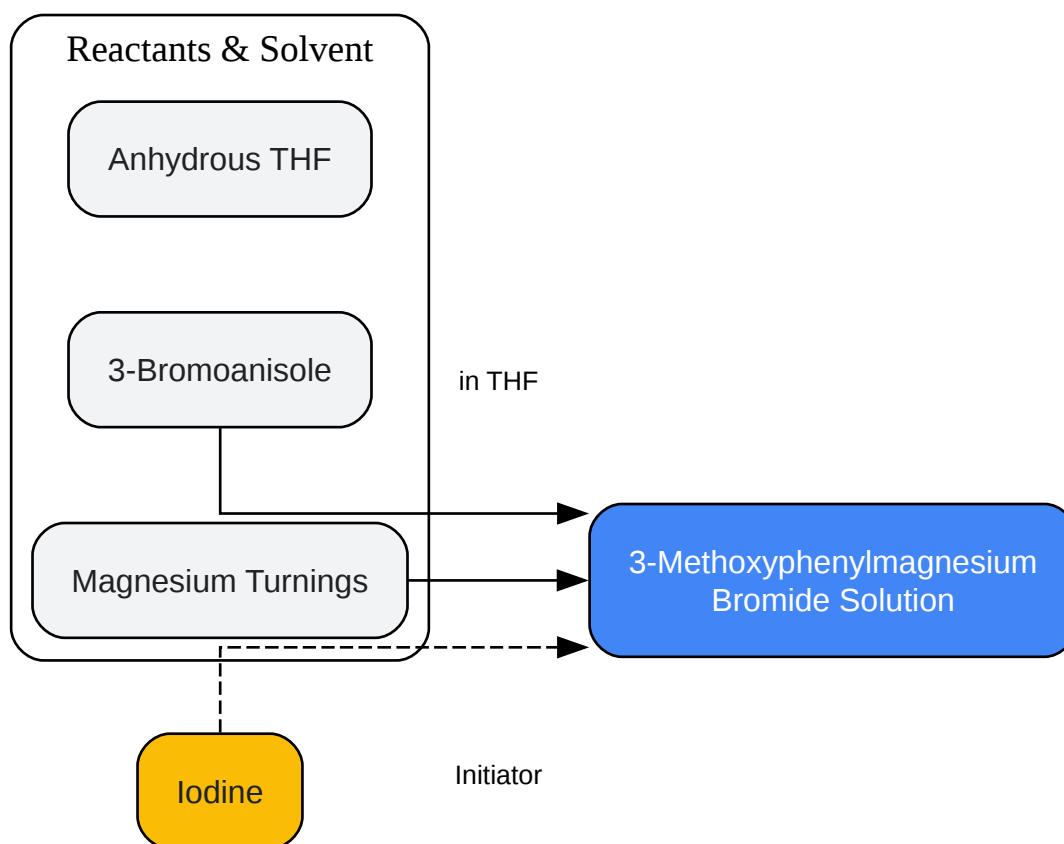 Reactants & Solvent
Anhydrous THF
3-Bromoanisole
in THF
Magnesium Turnings
3-Methoxyphenylmagnesium
Bromide Solution
Iodine
Initiator